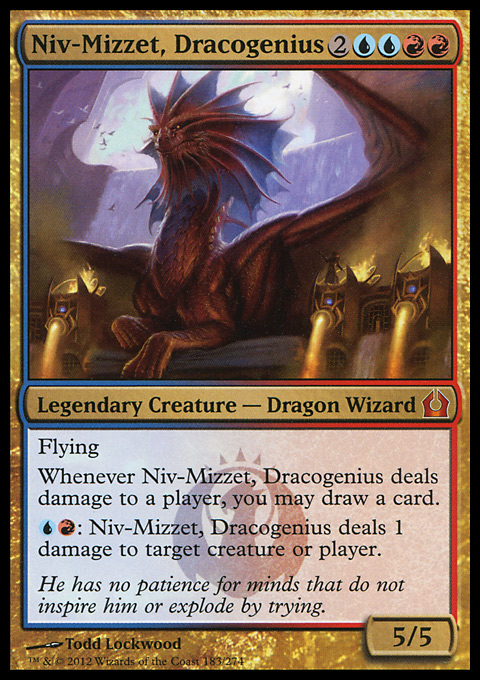 Niv-Mizzet, Dracogenius 2
Legendary Creature — Dragon Wizard
Flying
Whenever Niv-Mizzet, Dracogenius deals
damage to a player, you may draw a card.
: Niv-Mizzet, Dracogenius deals 1
damage to target creature or player.
He has no patience for minds that do not
inspire him or explode by trying.
Todd Lockwood
™ & © 2012 Wizards of the Coast 183/274
5/5